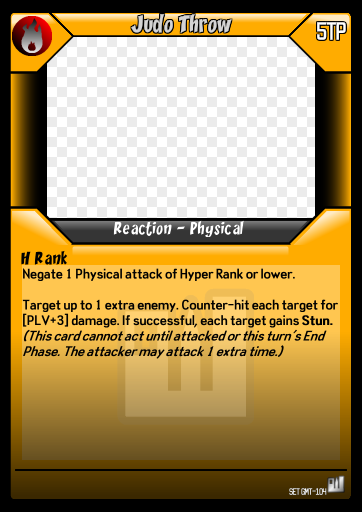 Judo Throw
5TP
Reaction - Physical
H Rank
Negate 1 Physical attack of Hyper Rank or lower.
Target up to 1 extra enemy. Counter-hit each target for
[PLV+3] damage. If successful, each target gains Stun.
(This card cannot act until attacked or this turn's End
Phase. The attacker may attack 1 extra time.)
SET GMT-104